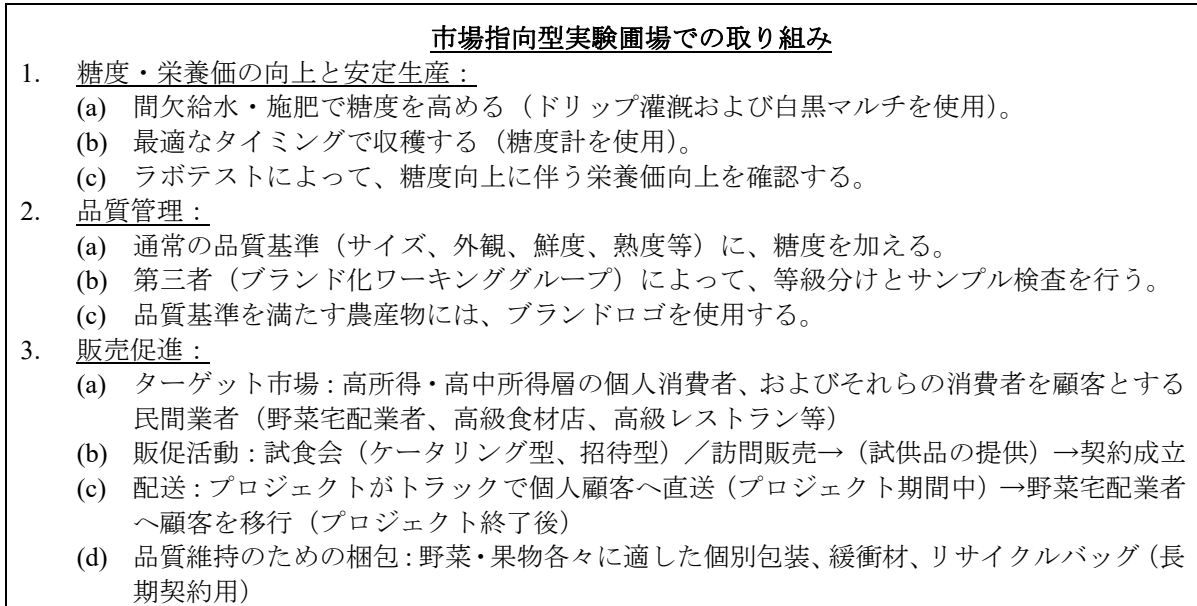 市場指向型実験圃場での取り組み
1. 糖度・栄養価の向上と安定生産：
(a) 間欠給水・施肥で糖度を高める（ドリップ灌漑および白黒マルチを使用）。
(b) 最適なタイミングで収穫する（糖度計を使用）。
(c) ラボテストによって、糖度向上に伴う栄養価向上を確認する。
2. 品質管理：
(a) 通常の品質基準（サイズ、外観、鮮度、熟度等）に、糖度を加える。
(b) 第三者（ブランド化ワーキンググループ）によって、等級分けとサンプル検査を行う。
(c) 品質基準を満たす農産物には、ブランドロゴを使用する。
3. 販売促進：
(a) ターゲット市場：高所得・高中所得層の個人消費者、およびそれらの消費者を顧客とする
民間業者（野菜宅配業者、高級食材店、高級レストラン等）
(b) 販促活動：試食会（ケータリング型、招待型）／訪問販売→（試供品の提供）→契約成立
(c) 配送：プロジェクトがトラックで個人顧客へ直送（プロジェクト期間中）→野菜宅配業者
へ顧客を移行（プロジェクト終了後）
(d) 品質維持のための梱包：野菜・果物各々に適した個別包装、緩衝材、リサイクルバッグ（長
期契約用）